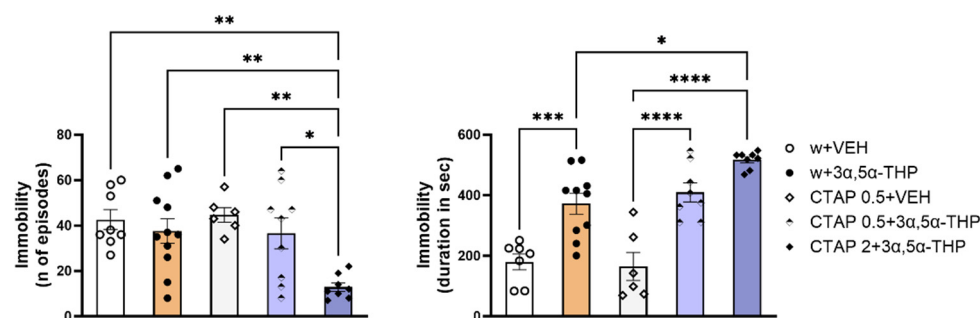 **
**
**
*
80
60
40
20
0
Immobility
(n of episodes)
*
****
***
****
600
400
200
0
Immobility
(duration in sec)
w+VEH
w+3α,5α-THP
CTAP 0.5+VEH
CTAP 0.5+3α,5α-THP
CTAP 2+3α,5α-THP